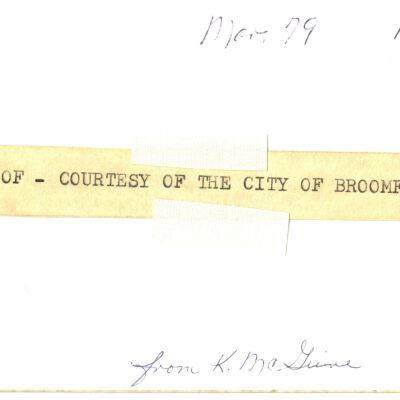 Mar. 79
OF - COURTESY OF THE CITY OF BROOMF
from K. McGuire